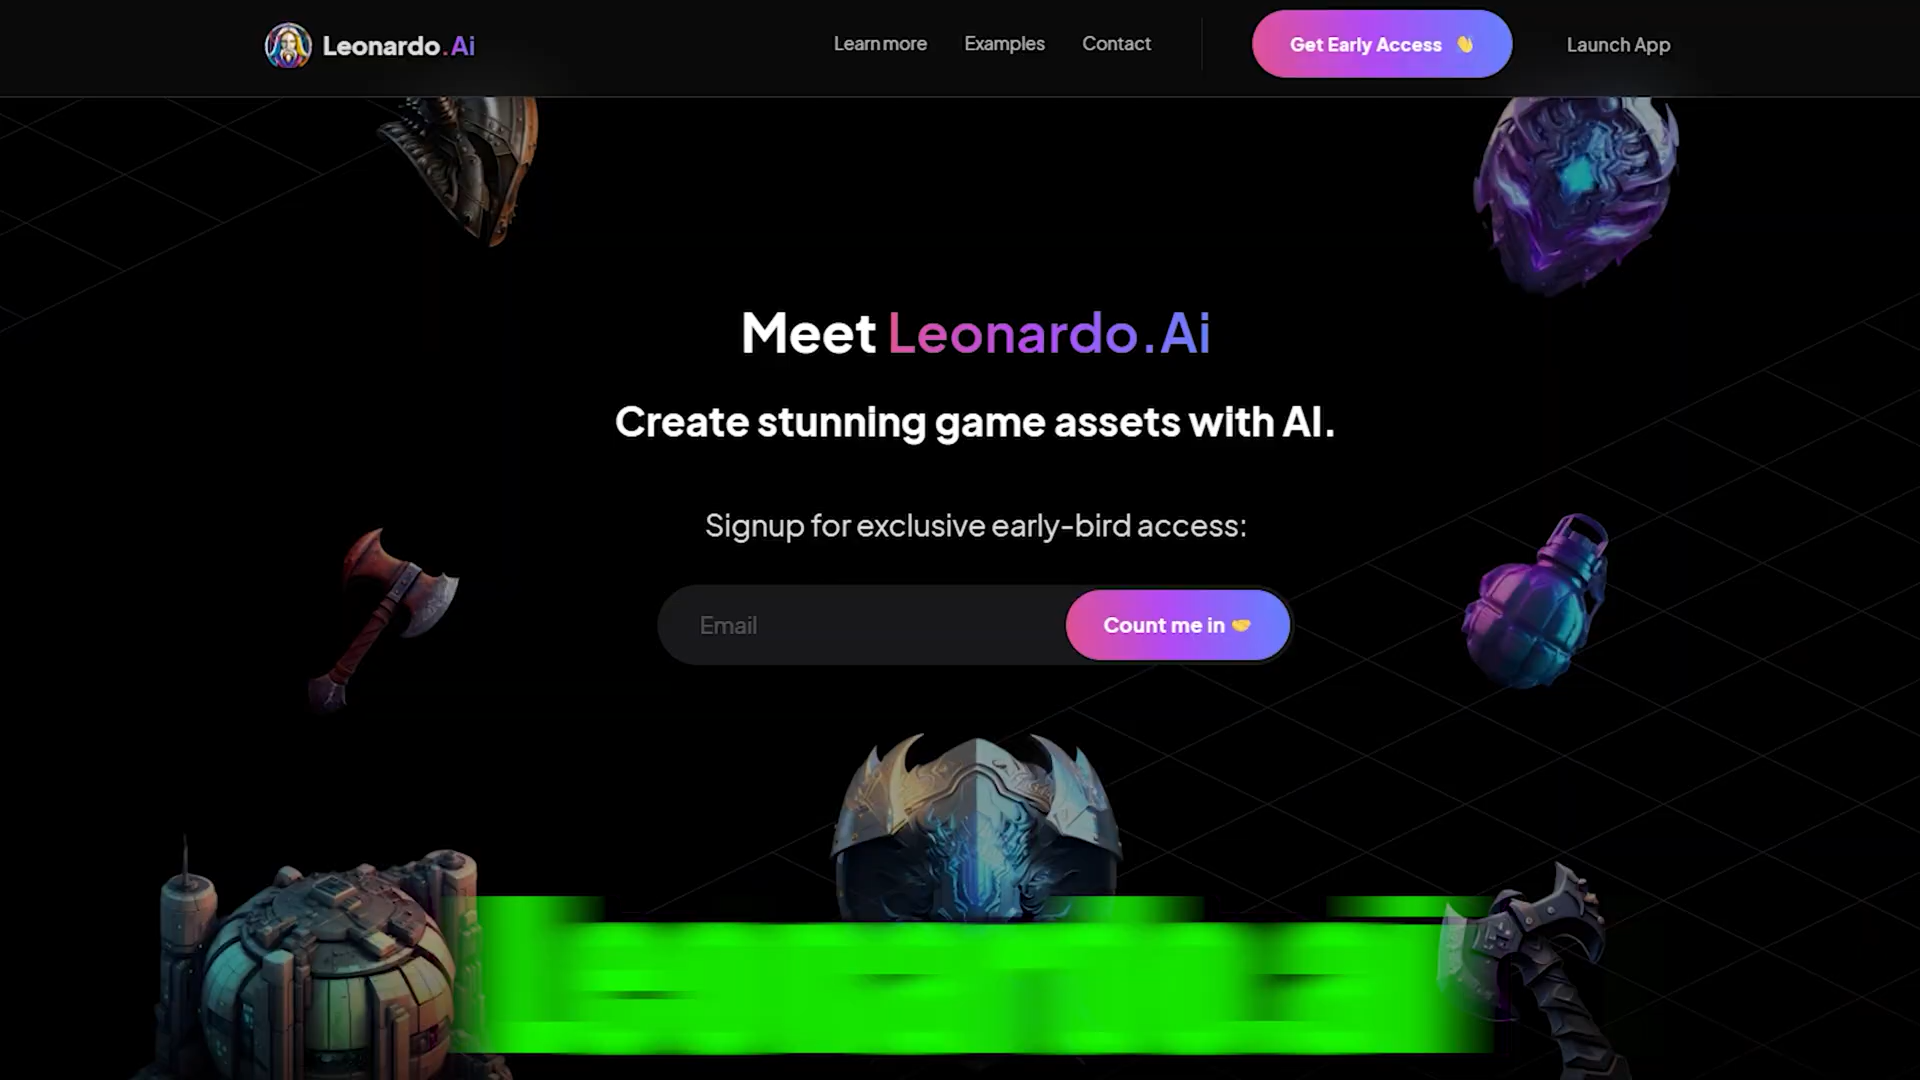 Leonardo.Ai
Learn more
Examples
Contact
Get Early Access
Launch App
Meet Leonardo.Ai
Create stunning game assets with AI.
Signup for exclusive early-bird access:
Email
Count me in